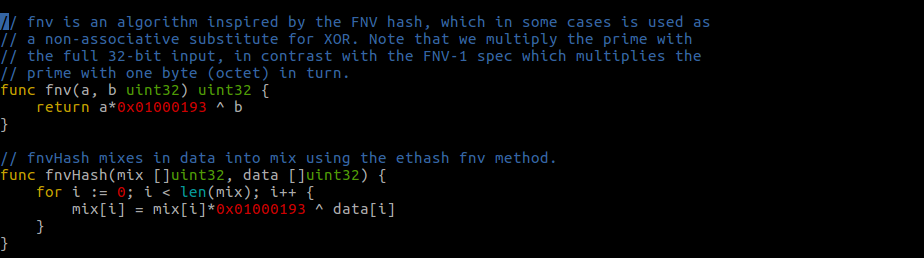 // fnv is an algorithm inspired by the FNV hash, which in some cases is used as
// a non-associative substitute for XOR. Note that we multiply the prime with
// the full 32-bit input, in contrast with the FNV-1 spec which multiplies the
// prime with one byte (octet) in turn.
func fnv(a, b uint32) uint32 {
    return a*0x01000193 ^ b
}

// fnvHash mixes in data into mix using the ethash fnv method.
func fnvHash(mix []uint32, data []uint32) {
    for i := 0; i < len(mix); i++ {
        mix[i] = mix[i]*0x01000193 ^ data[i]
    }
}